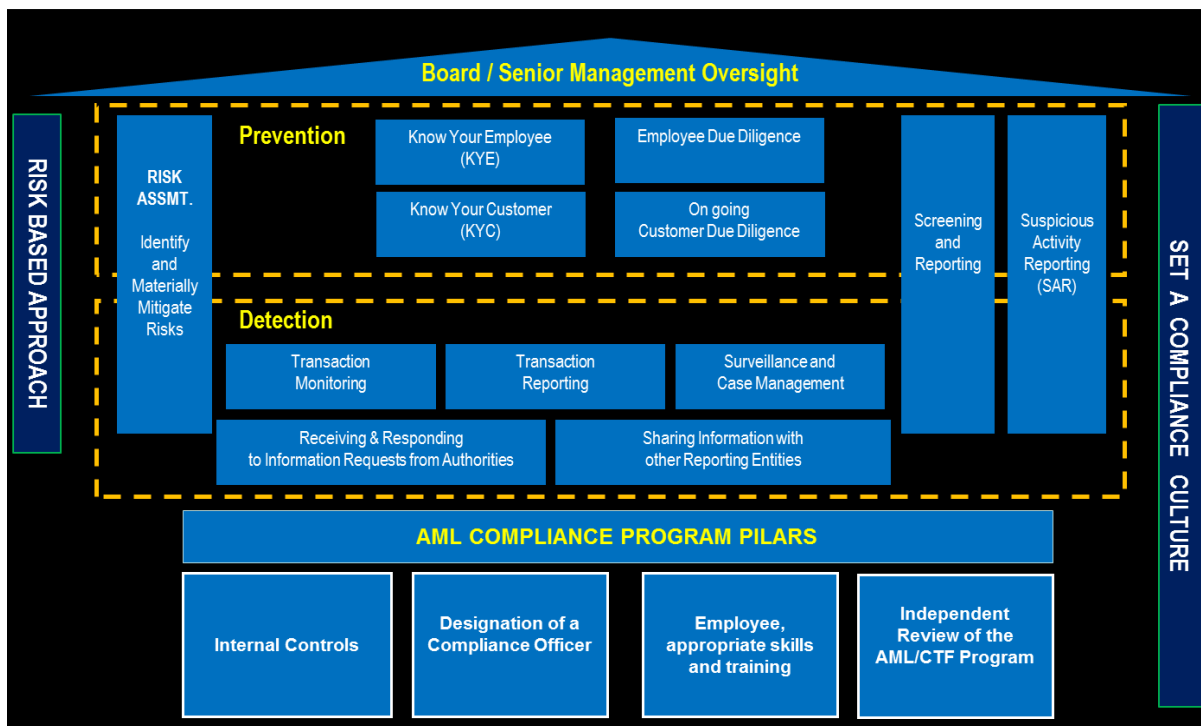 Board / Senior Management Oversight
RISK BASED APPROACH
Prevention
RISK
ASSMT.
Identify
and
Materially
Mitigate
Risks
Know Your Employee
(KYE)
Employee Due Diligence
Know Your Customer
(KYC)
On going
Customer Due Diligence
Screening
and
Reporting
Suspicious
Activity
Reporting
(SAR)
Detection
Transaction
Monitoring
Transaction
Reporting
Surveillance and
Case Management
Receiving & Responding
to Information Requests from Authorities
Sharing Information with
other Reporting Entities
SET A COMPLIANCE CULTURE
AML COMPLIANCE PROGRAM PILARS
Internal Controls
Designation of a
Compliance Officer
Employee,
appropriate skills
and training
Independent
Review of the
AML/CTF Program